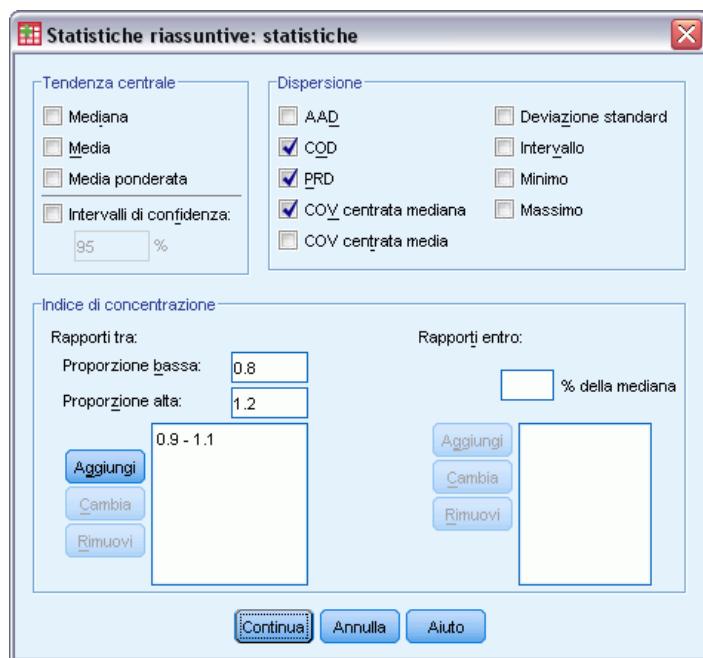 Statistiche riassuntive: statistiche
Tendenza centrale
Mediana
Media
Media ponderata
Intervalli di confidenza:
95 %
Dispersione
AAD
COD
PRD
COV centrata mediana
COV centrata media
Deviazione standard
Intervallo
Minimo
Massimo
Indice di concentrazione
Rapporti tra:
Proporzione bassa: 0.8
Proporzione alta: 1.2
0.9 - 1.1
Aggiungi
Cambia
Rimuovi
Rapporti entro:
% della mediana
Aggiungi
Cambia
Rimuovi
Continua Annulla Aiuto